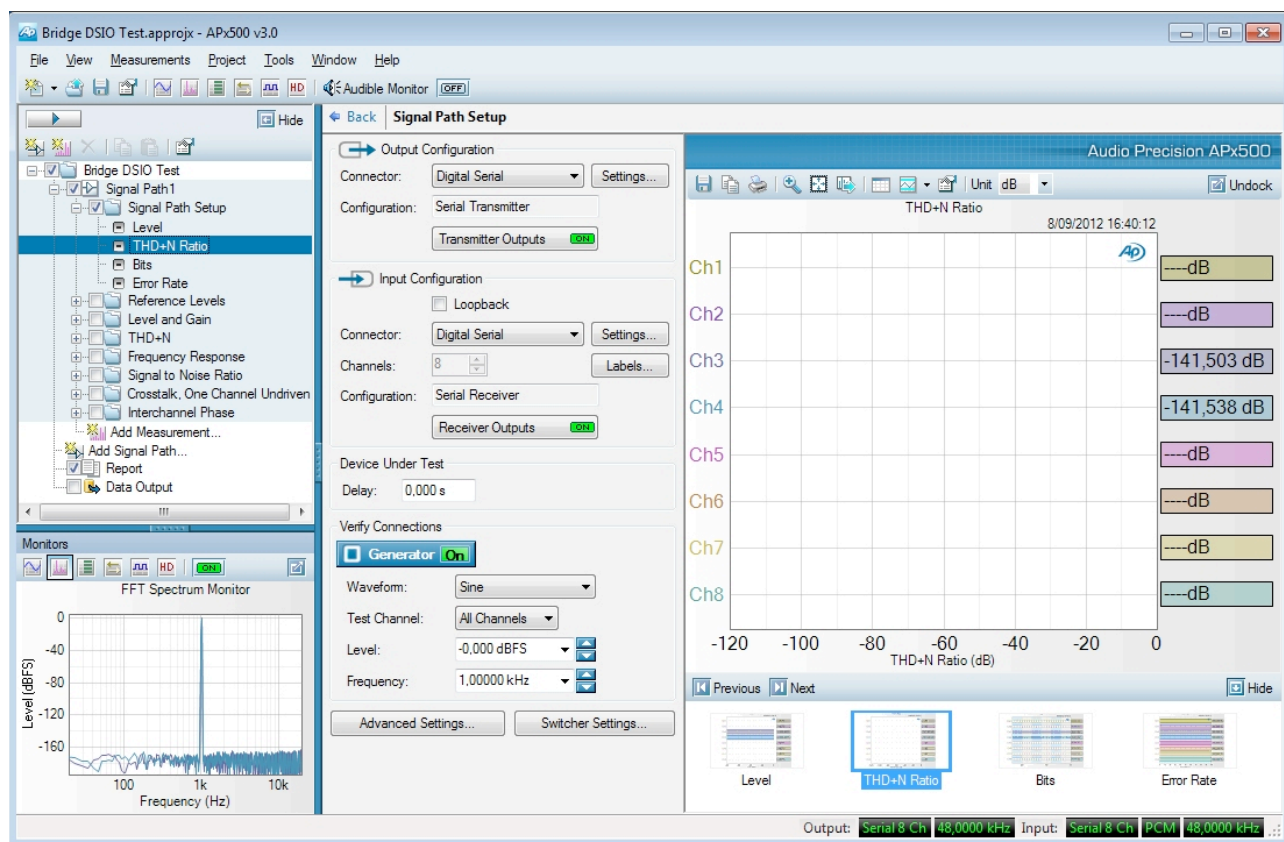 Bridge DSIO Test.approjx - APx500 v3.0
File View Measurements Project Tools Window Help
HD Audible Monitor OFF
Hide
Bridge DSIO Test
Signal Path1
Signal Path Setup
Level
THD+N Ratio
Bits
Error Rate
Reference Levels
Level and Gain
THD+N
Frequency Response
Signal to Noise Ratio
Crosstalk, One Channel Undriven
Interchannel Phase
Add Measurement...
Add Signal Path...
Report
Data Output
Monitors
HD ON
FFT Spectrum Monitor
0
-40
-80
-120
-160
Level (dBFS)
100 1k 10k
Frequency (Hz)
Back Signal Path Setup
Output Configuration
Connector: Digital Serial Settings...
Configuration: Serial Transmitter
Transmitter Outputs ON
Input Configuration
Loopback
Connector: Digital Serial Settings...
Channels: 8 Labels...
Configuration: Serial Receiver
Receiver Outputs ON
Device Under Test
Delay: 0,000 s
Verify Connections
Generator On
Waveform: Sine
Test Channel: All Channels
Level: -0,000 dBFS
Frequency: 1,00000 kHz
Advanced Settings... Switcher Settings...
Audio Precision APx500
Unit dB Undock
THD+N Ratio
8/09/2012 16:40:12
AP
Ch1 ----dB
Ch2 ----dB
Ch3 -141,503 dB
Ch4 -141,538 dB
Ch5 ----dB
Ch6 ----dB
Ch7 ----dB
Ch8 ----dB
-120 -100 -80 -60 -40 -20 0
THD+N Ratio (dB)
Previous Next Hide
Level THD+N Ratio Bits Error Rate
Output: Serial 8 Ch 48,0000 kHz Input: Serial 8 Ch PCM 48,0000 kHz